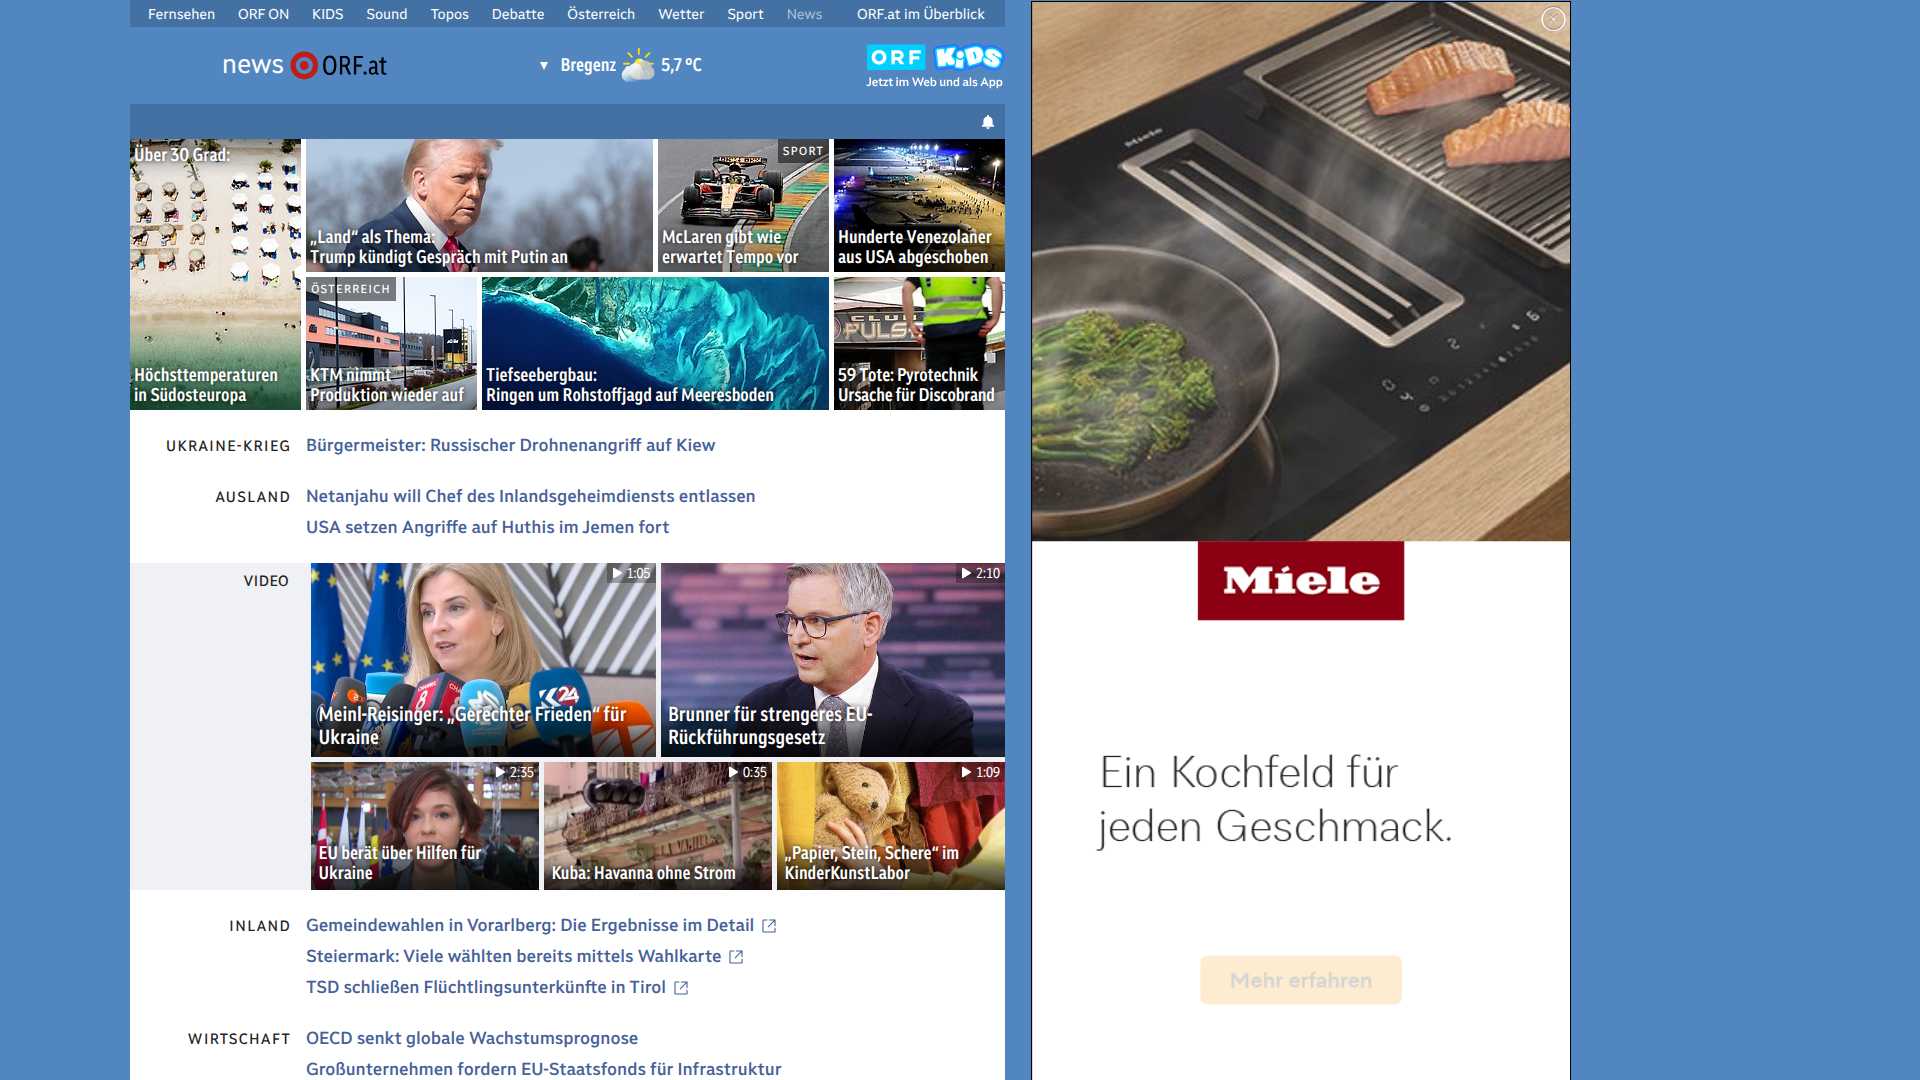 Fernsehen ORF ON KIDS Sound Topos Debatte Österreich Wetter Sport News ORF.at im Überblick
news ORF.at
▼ Bregenz 5,7 °C
ORF KiDS
Jetzt im Web und als App
Über 30 Grad:
Höchsttemperaturen
in Südosteuropa
„Land“ als Thema:
Trump kündigt Gespräch mit Putin an
SPORT
McLaren gibt wie
erwartet Tempo vor
Hunderte Venezolaner
aus USA abgeschoben
ÖSTERREICH
KTM nimmt
Produktion wieder auf
Tiefseebergbau:
Ringen um Rohstoffjagd auf Meeresboden
CLUB
PULS
59 Tote: Pyrotechnik
Ursache für Discobrand
UKRAINE-KRIEG
Bürgermeister: Russischer Drohnenangriff auf Kiew
AUSLAND
Netanjahu will Chef des Inlandsgeheimdiensts entlassen
USA setzen Angriffe auf Huthis im Jemen fort
VIDEO
1:05
K24
Meinl-Reisinger: „Gerechter Frieden“ für
Ukraine
2:10
Brunner für strengeres EU-
Rückführungsgesetz
2:35
EU berät über Hilfen für
Ukraine
0:35
Kuba: Havanna ohne Strom
1:09
„Papier, Stein, Schere“ im
KinderKunstLabor
INLAND
Gemeindewahlen in Vorarlberg: Die Ergebnisse im Detail
Steiermark: Viele wählten bereits mittels Wahlkarte
TSD schließen Flüchtlingsunterkünfte in Tirol
WIRTSCHAFT
OECD senkt globale Wachstumsprognose
Großunternehmen fordern EU-Staatsfonds für Infrastruktur
Miele
Miele
Ein Kochfeld für
jeden Geschmack.
Mehr erfahren